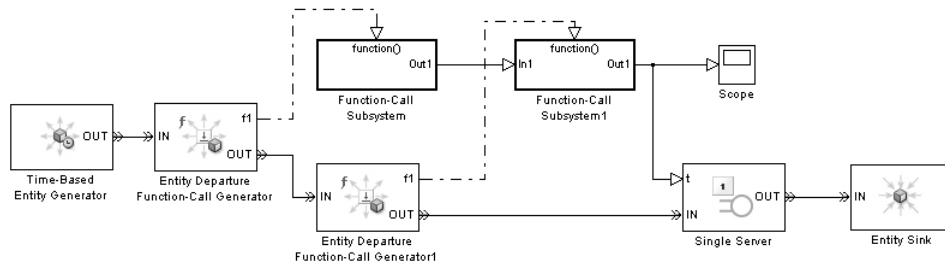 function()
Out1
Function-Call
Subsystem
function()
In1
Out1
Function-Call
Subsystem1
Scope
OUT
Time-Based
Entity Generator
IN
f1
OUT
Entity Departure
Function-Call Generator
IN
f1
OUT
Entity Departure
Function-Call Generator1
t
IN
OUT
Single Server
IN
Entity Sink